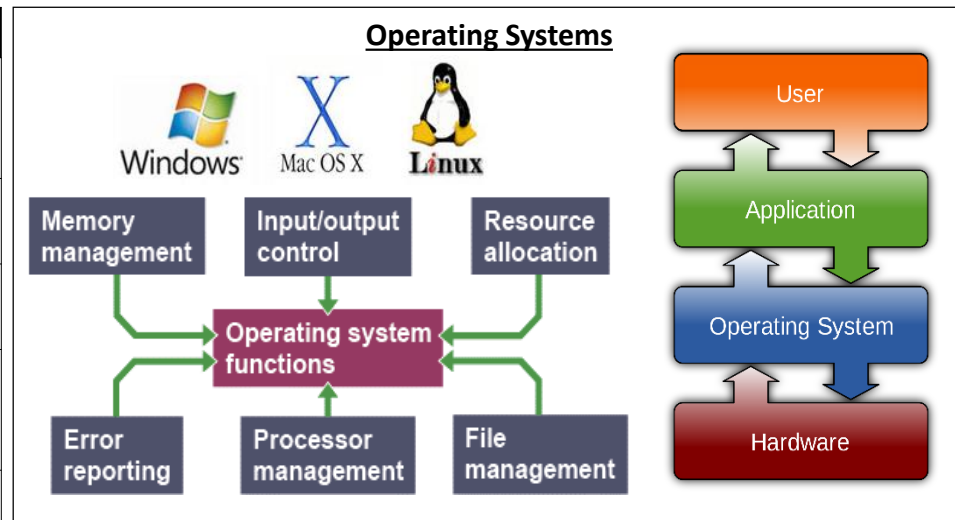 Operating Systems
Windows
Mac OS X
Linux
Memory
management
Input/output
control
Resource
allocation
Operating system
functions
Error
reporting
Processor
management
File
management
User
Application
Operating System
Hardware